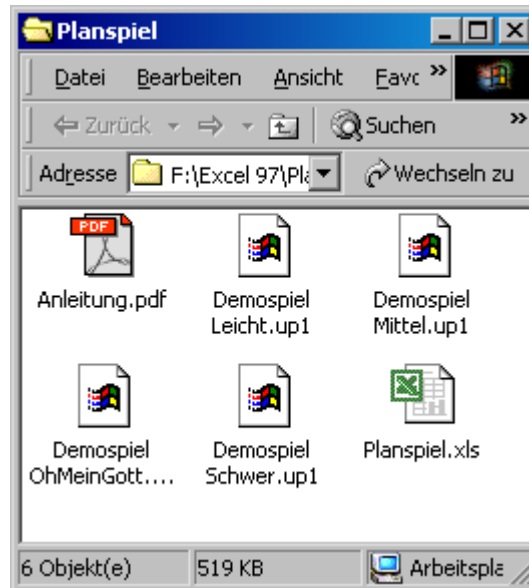 Planspiel
Datei Bearbeiten Ansicht Favc »
Zurück Suchen »
Adresse F:\Excel 97\Pla Wechseln zu
PDF
Anleitung.pdf
Demospiel
Leicht.up1
Demospiel
Mittel.up1
Demospiel
OhMeinGott....
Demospiel
Schwer.up1
Planspiel.xls
6 Objekt(e) 519 KB Arbeitspla